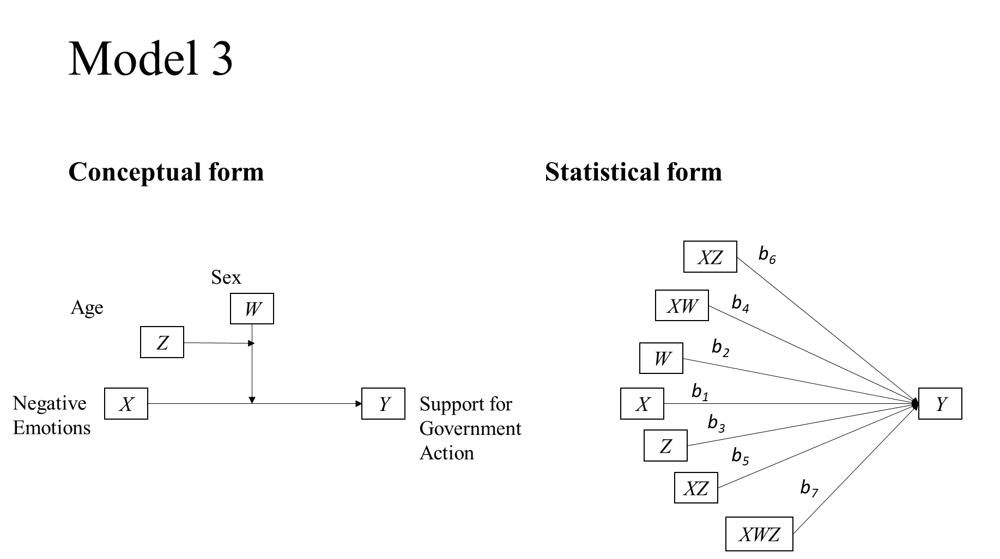 Model 3
Conceptual form
Statistical form
Sex
Age
W
Z
Negative
Emotions
X
Y
Support for
Government
Action
XZ
b6
XW
b4
W
b2
X
b1
Y
Z
b3
XZ
b5
XWZ
b7